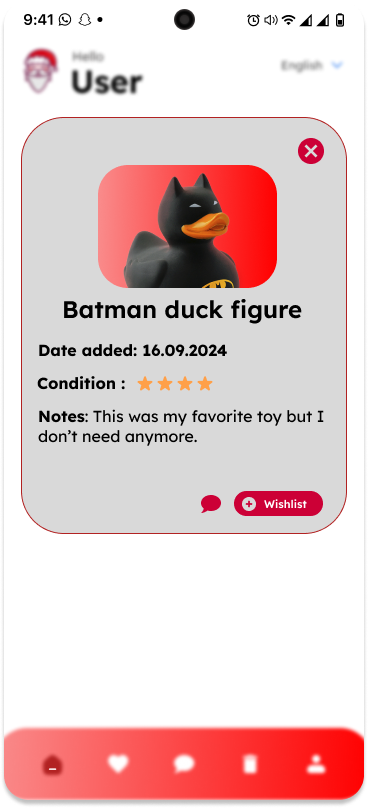 9:41
Hello
User
English
Batman duck figure
Date added: 16.09.2024
Condition :
Notes: This was my favorite toy but I
don't need anymore.
Wishlist